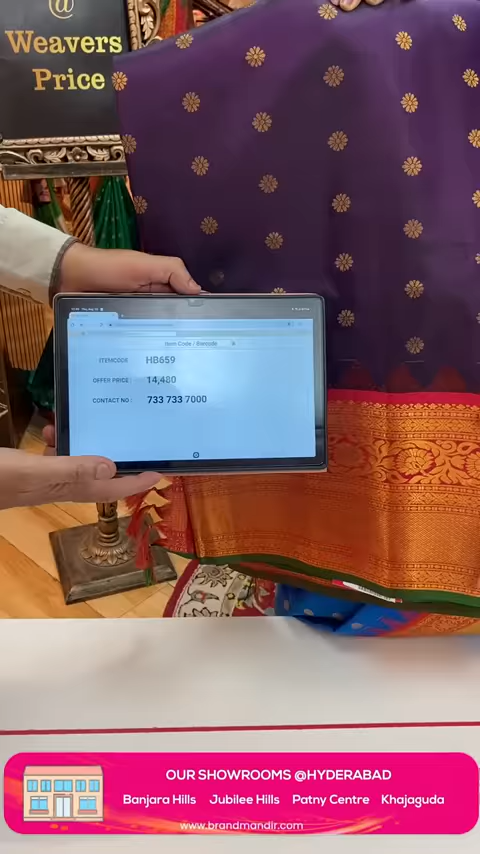 @
Weavers
Price
Item Code / Barcode
ITEMCODE HB659
OFFER PRICE : 14,480
CONTACT NO : 733 733 7000
OUR SHOWROOMS @HYDERABAD
Banjara Hills Jubilee Hills Patny Centre Khajaguda
www.brandmandir.com